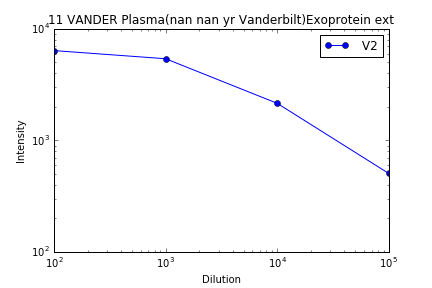 11 VANDER Plasma(nan nan yr Vanderbilt)Exoprotein ext
10^4
V2
10^3
Intensity
10^2
10^2 10^3 10^4 10^5
Dilution